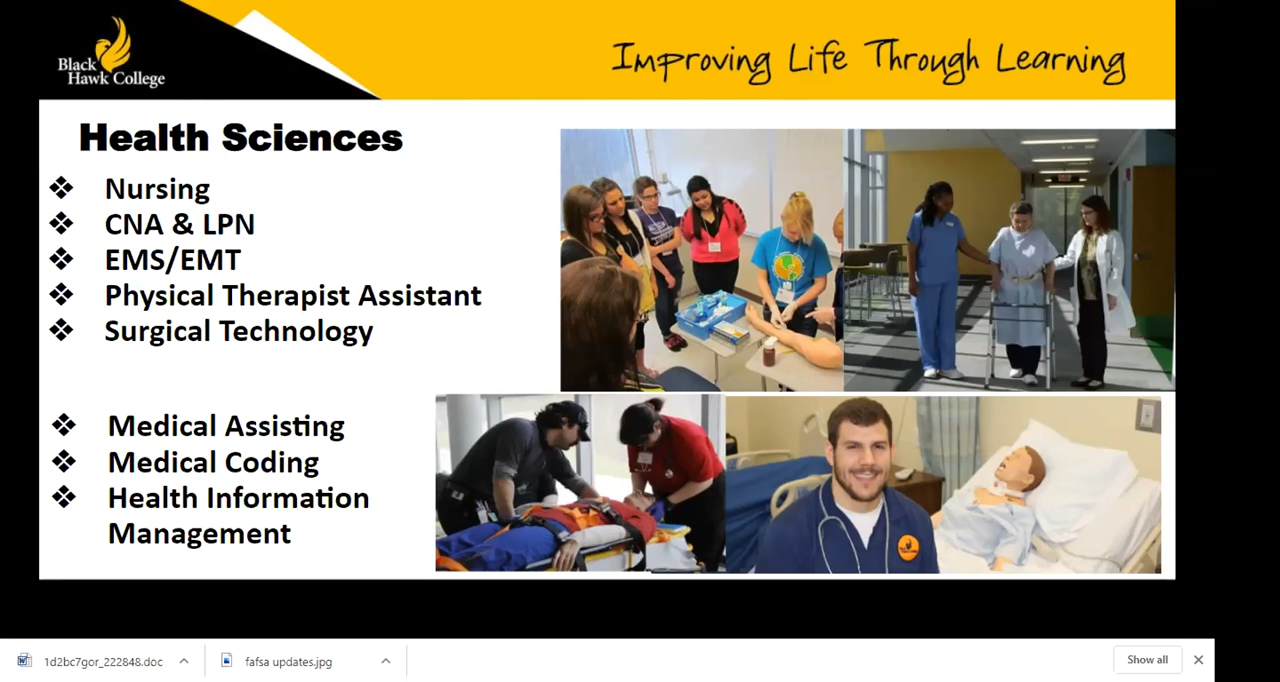 Black
Hawk College
Improving Life Through Learning
Health Sciences
Nursing
CNA & LPN
EMS/EMT
Physical Therapist Assistant
Surgical Technology
Medical Assisting
Medical Coding
Health Information
Management
1d2bc7gor_222848.doc
fafsa updates.jpg
Show all